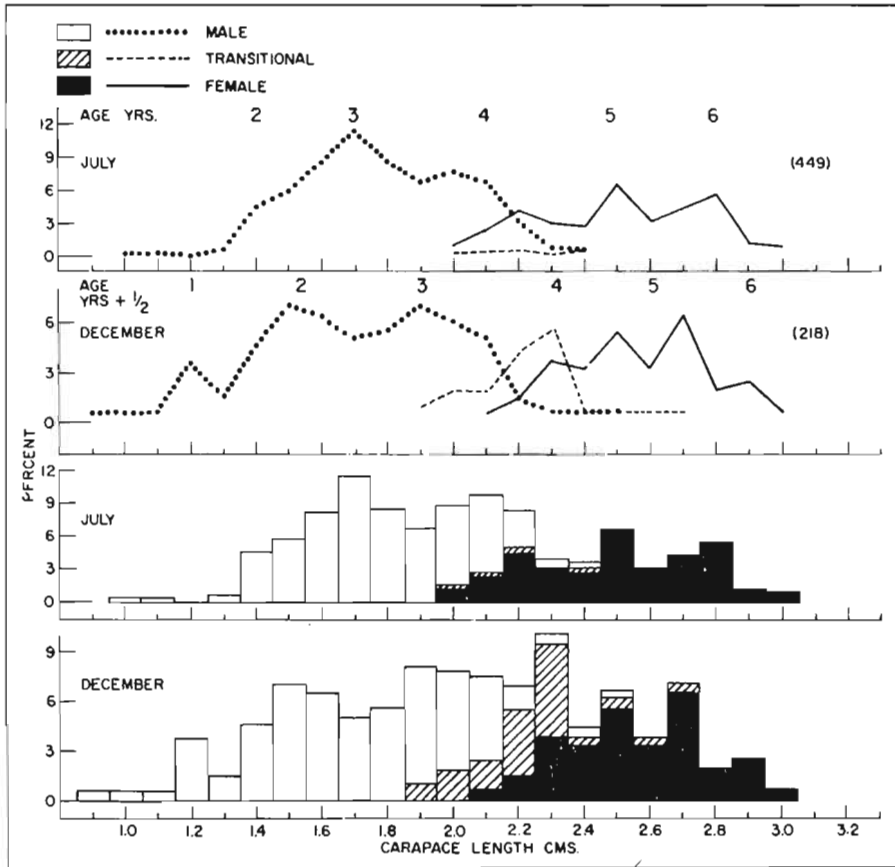 MALE
TRANSITIONAL
FEMALE
AGE YRS. 2 3 4 5 6
12
9
6
3
0
JULY
(449)
AGE YRS + 1/2 1 2 3 4 5 6
6
3
0
DECEMBER
(218)
PERCENT
12
9
6
3
0
JULY
9
6
3
0
DECEMBER
1.0 1.2 1.4 1.6 1.8 2.0 2.2 2.4 2.6 2.8 3.0 3.2
CARAPACE LENGTH CMS.